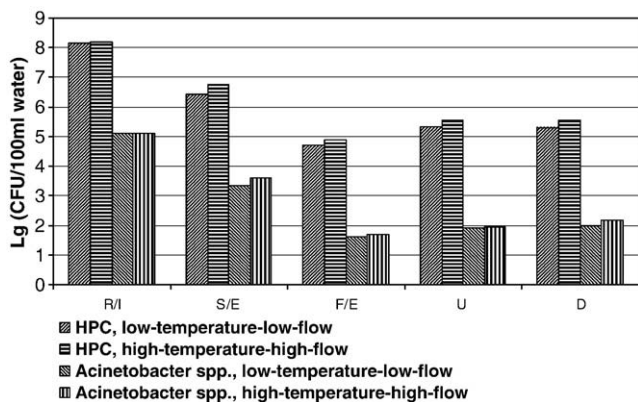 9
8
7
6
5
4
3
2
1
0
Lg (CFU/100ml water)
R/I S/E F/E U D
HPC, low-temperature-low-flow
HPC, high-temperature-high-flow
Acinetobacter spp., low-temperature-low-flow
Acinetobacter spp., high-temperature-high-flow